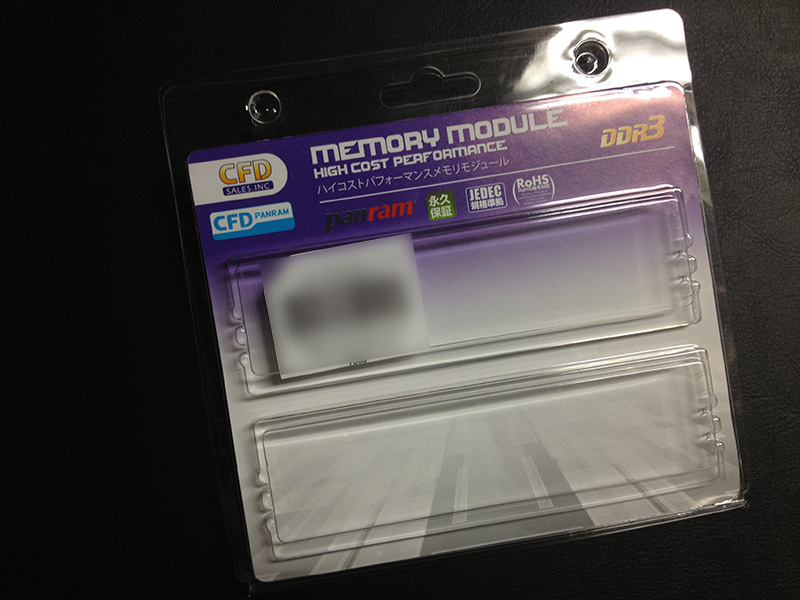 MEMORY MODULE
HIGH COST PERFORMANCE
ハイコストパフォーマンスメモリモジュール
DDR3
CFD
SALES.INC
CFD PANRAM
panram
永久
保証
JEDEC
規格準拠
RoHS